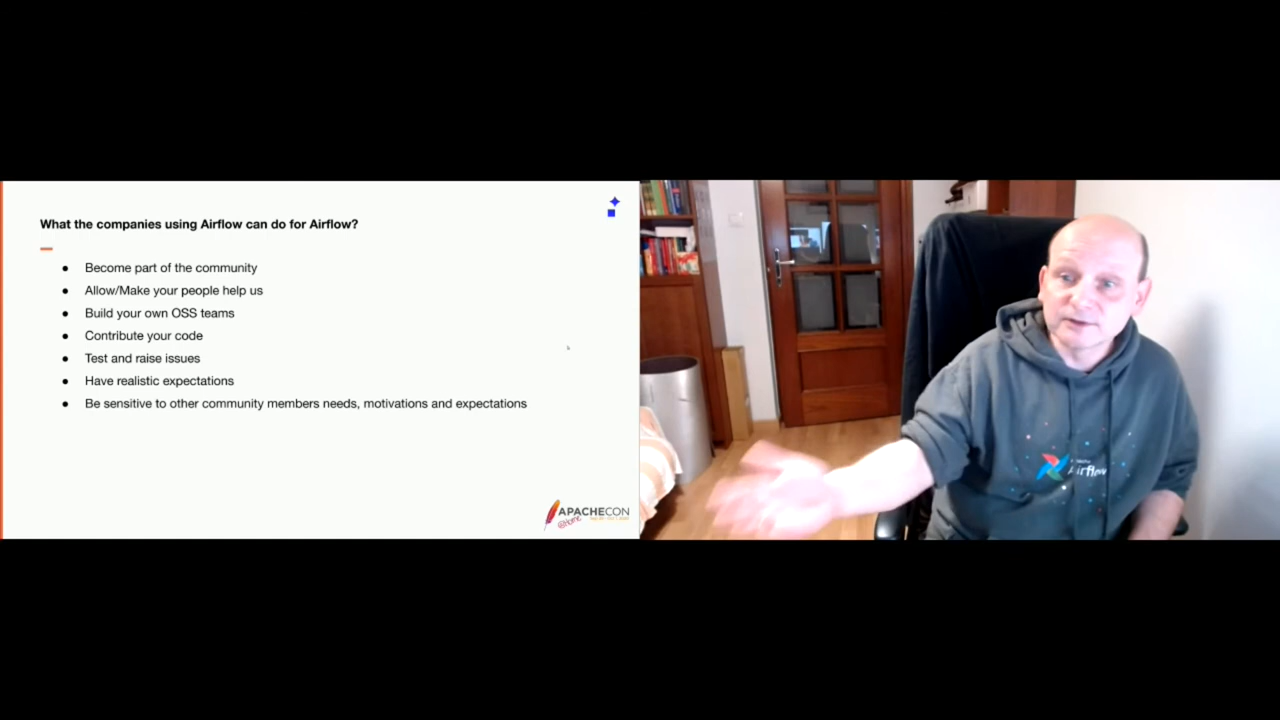 What the companies using Airflow can do for Airflow?
● Become part of the community
● Allow/Make your people help us
● Build your own OSS teams
● Contribute your code
● Test and raise issues
● Have realistic expectations
● Be sensitive to other community members needs, motivations and expectations
APACHECON
@Home
Airflow